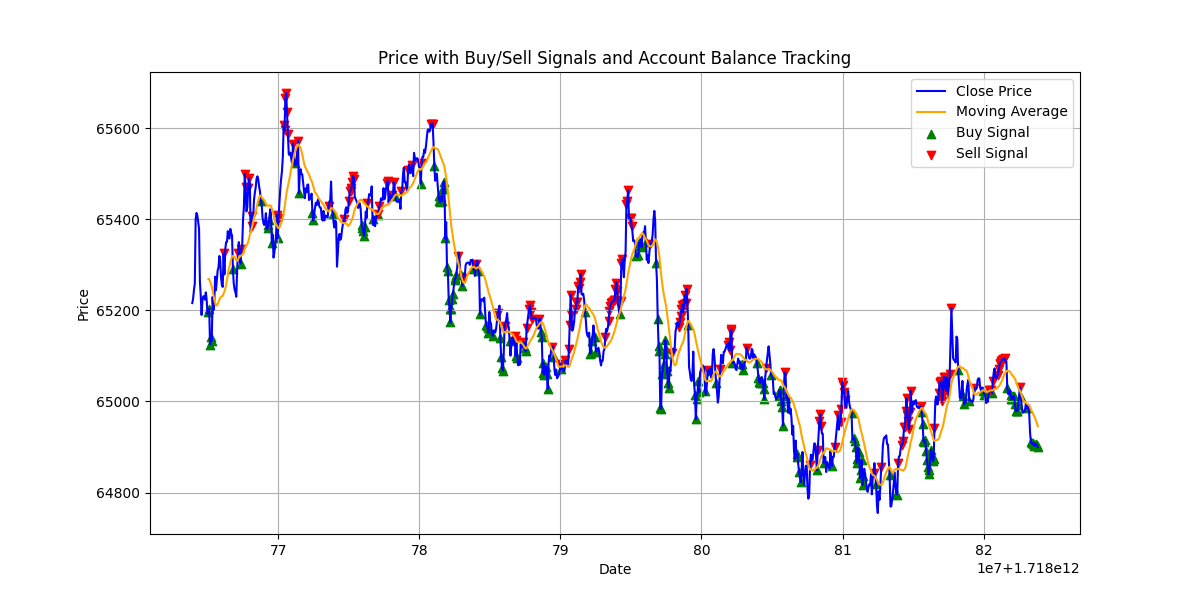 Price with Buy/Sell Signals and Account Balance Tracking
Close Price
Moving Average
Buy Signal
Sell Signal
65600
65400
65200
65000
64800
Price
77 78 79 80 81 82
Date
1e7+1.718e12